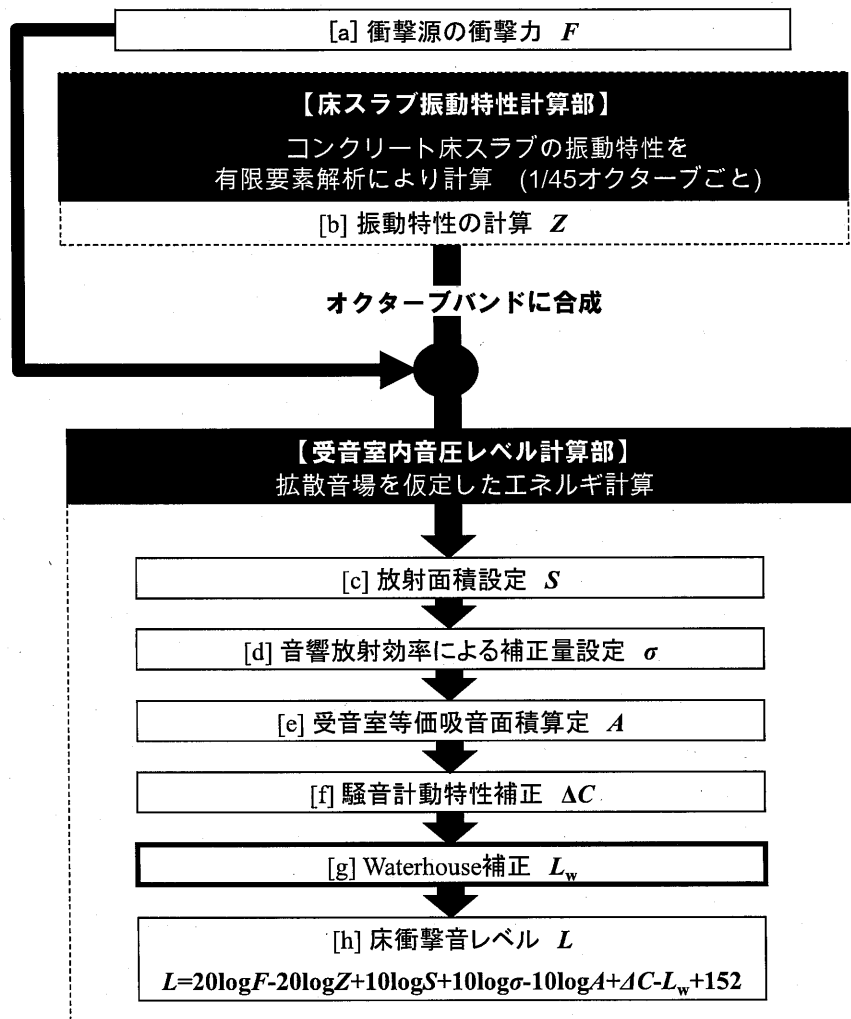 [a] 衝撃源の衝撃力 F
【床スラブ振動特性計算部】
コンクリート床スラブの振動特性を
有限要素解析により計算 (1/45オクターブごと)
[b] 振動特性の計算 Z
オクターブバンドに合成
【受音室内音圧レベル計算部】
拡散音場を仮定したエネルギ計算
[c] 放射面積設定 S
[d] 音響放射効率による補正量設定 σ
[e] 受音室等価吸音面積算定 A
[f] 騒音計動特性補正 ΔC
[g] Waterhouse補正 Lw
[h] 床衝撃音レベル L
L=20logF-20logZ+10logS+10logσ-10logA+ΔC-Lw+152